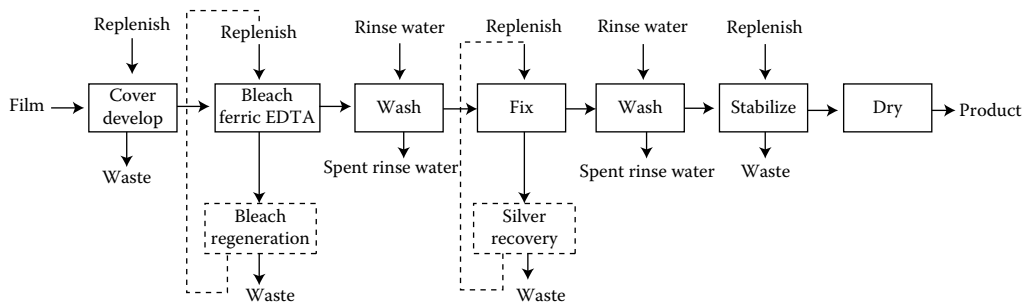 Replenish
Replenish
Rinse water
Replenish
Rinse water
Replenish
Film
Cover
develop
Bleach
ferric EDTA
Wash
Fix
Wash
Stabilize
Dry
Product
Waste
Spent rinse water
Spent rinse water
Waste
Bleach
regeneration
Silver
recovery
Waste
Waste